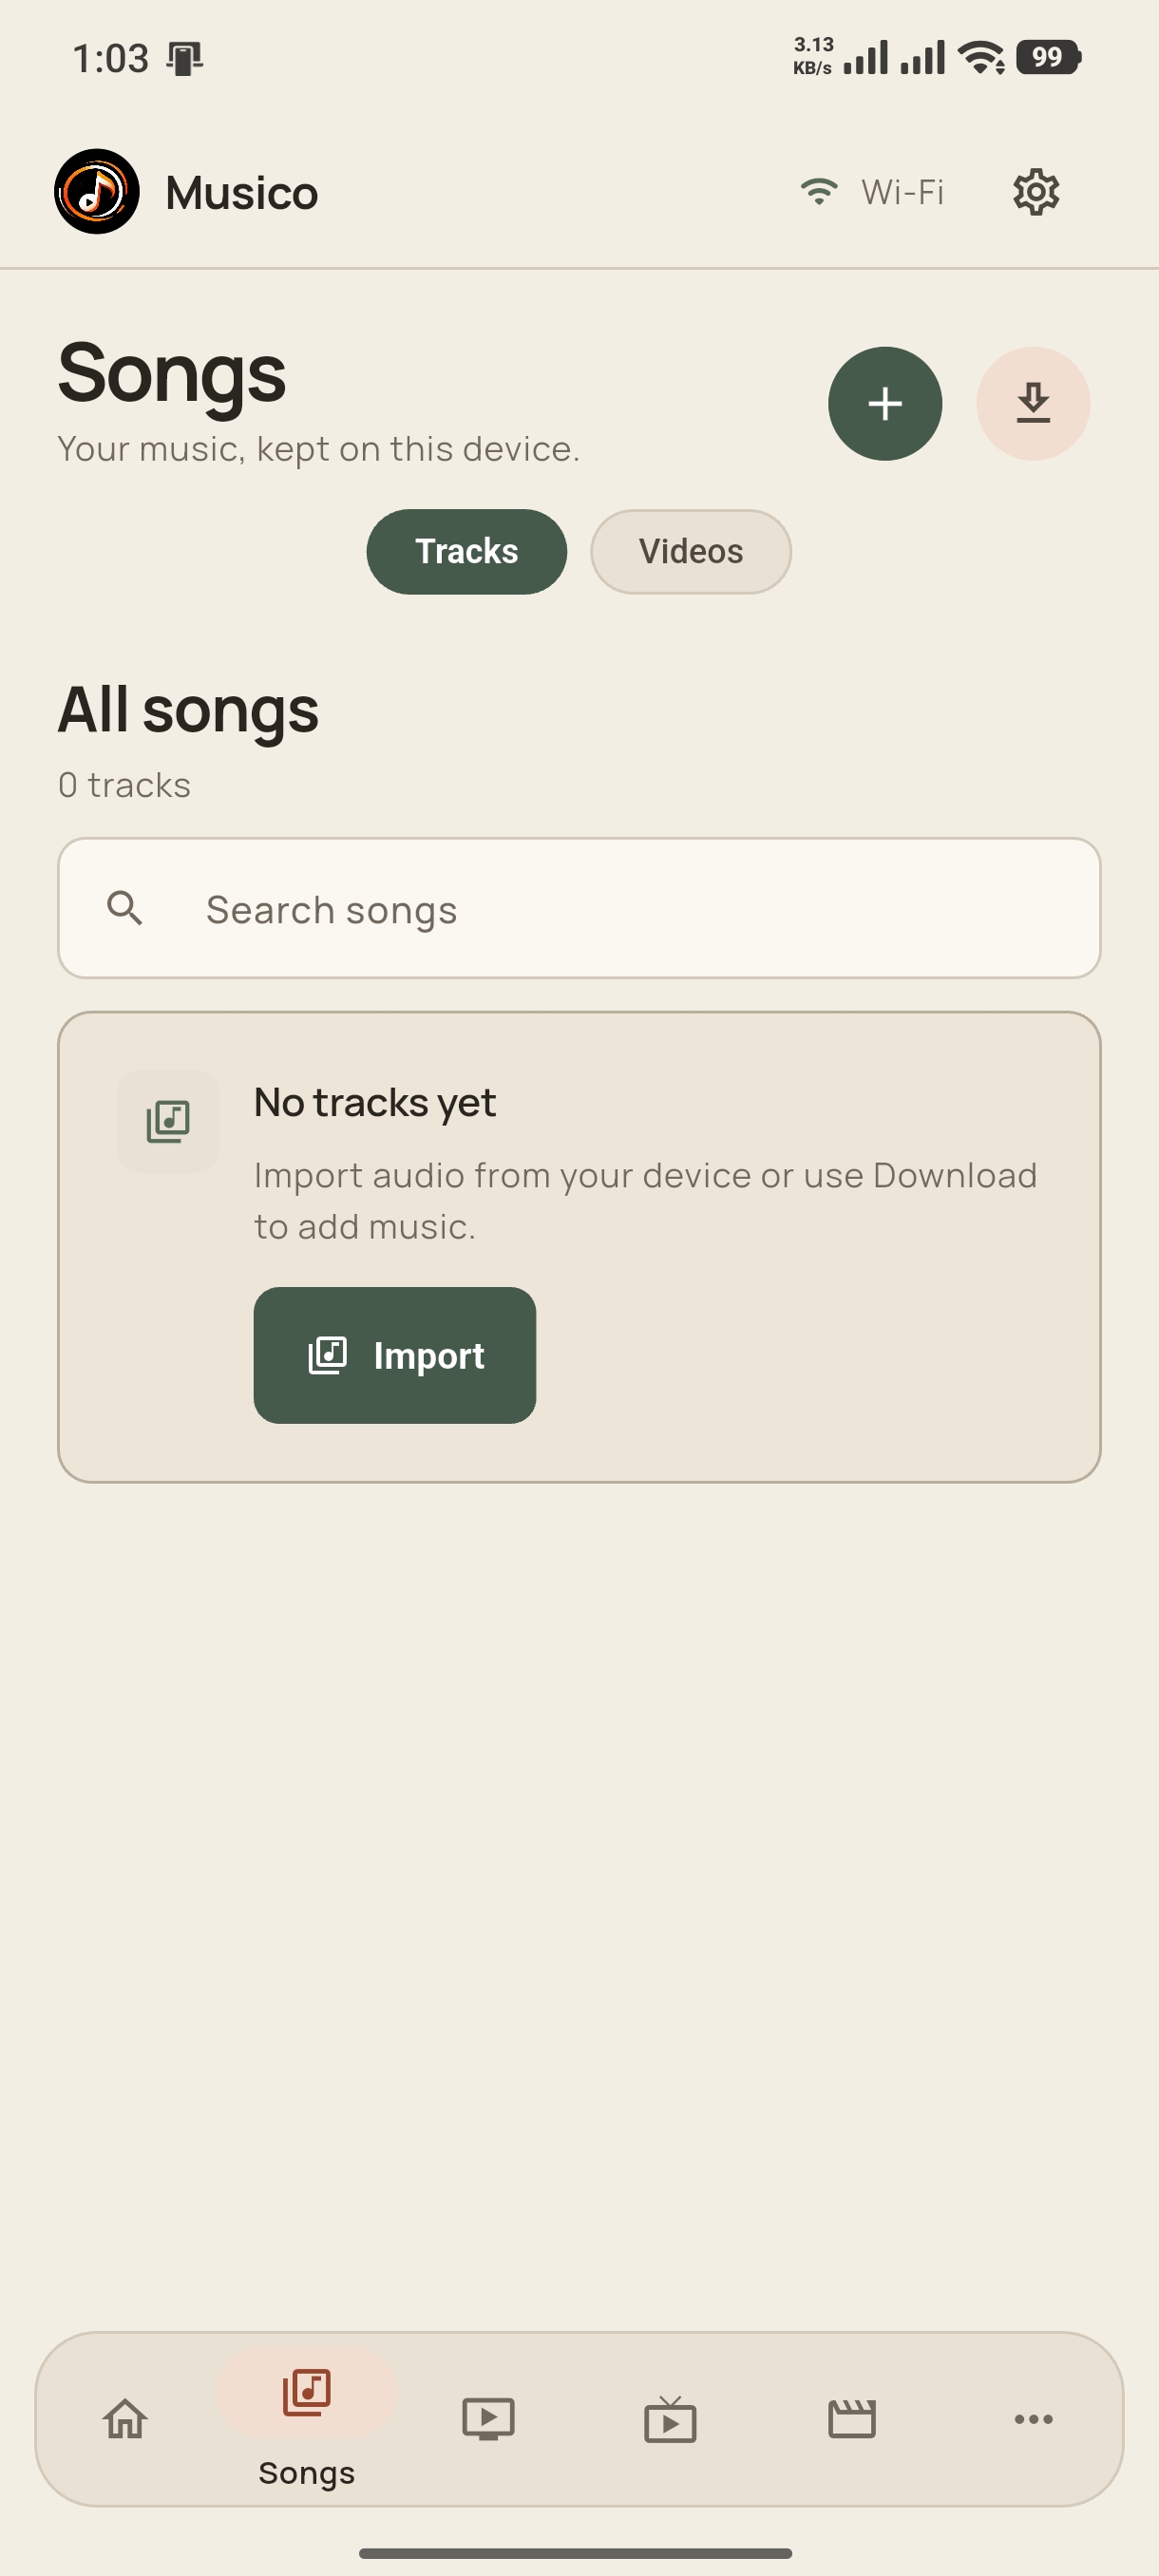 1:03
3.13
KB/s
99
Musico
Wi-Fi
Songs
Your music, kept on this device.
Tracks
Videos
All songs
0 tracks
Search songs
No tracks yet
Import audio from your device or use Download
to add music.
Import
Songs